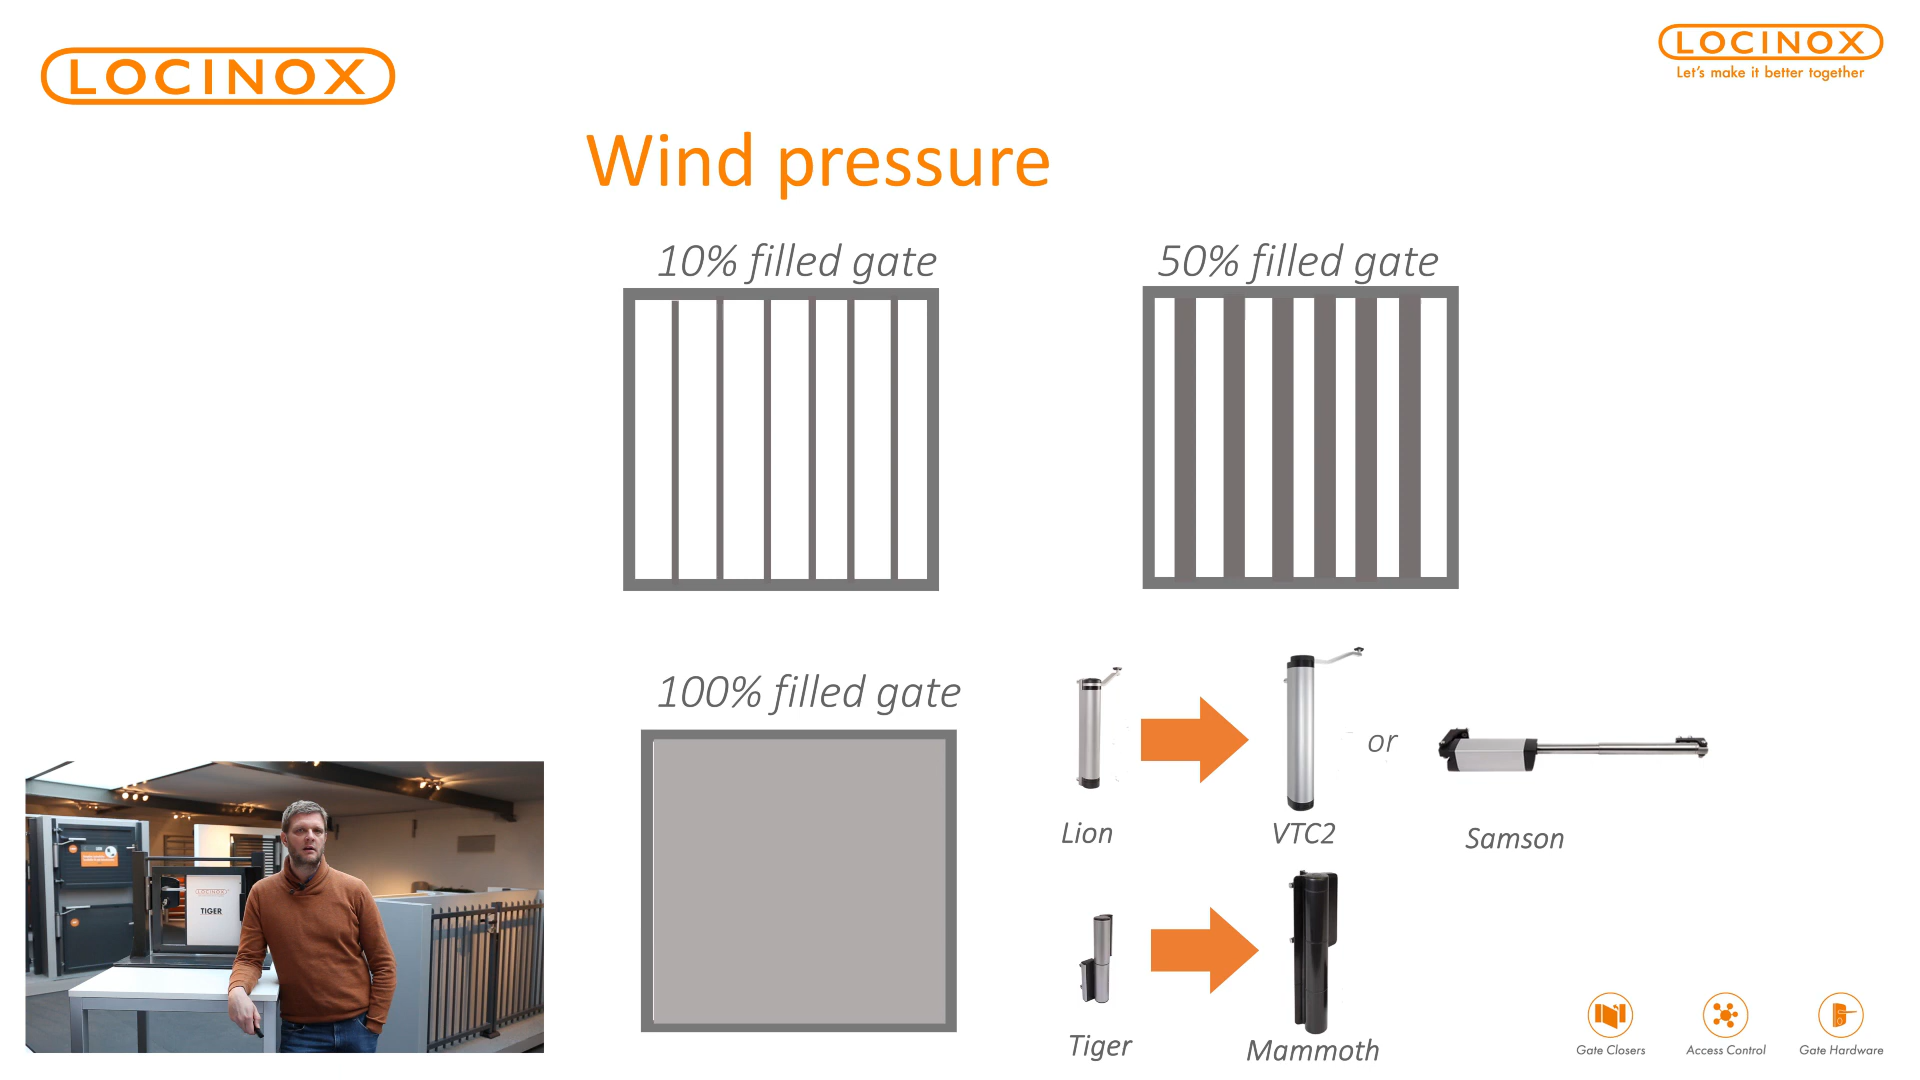 LOCINOX
LOCINOX
Let's make it better together
Wind pressure
10% filled gate
50% filled gate
100% filled gate
or
Lion
VTC2
Samson
LOCINOX
TIGER
Tiger
Mammoth
Gate Closers
Access Control
Gate Hardware